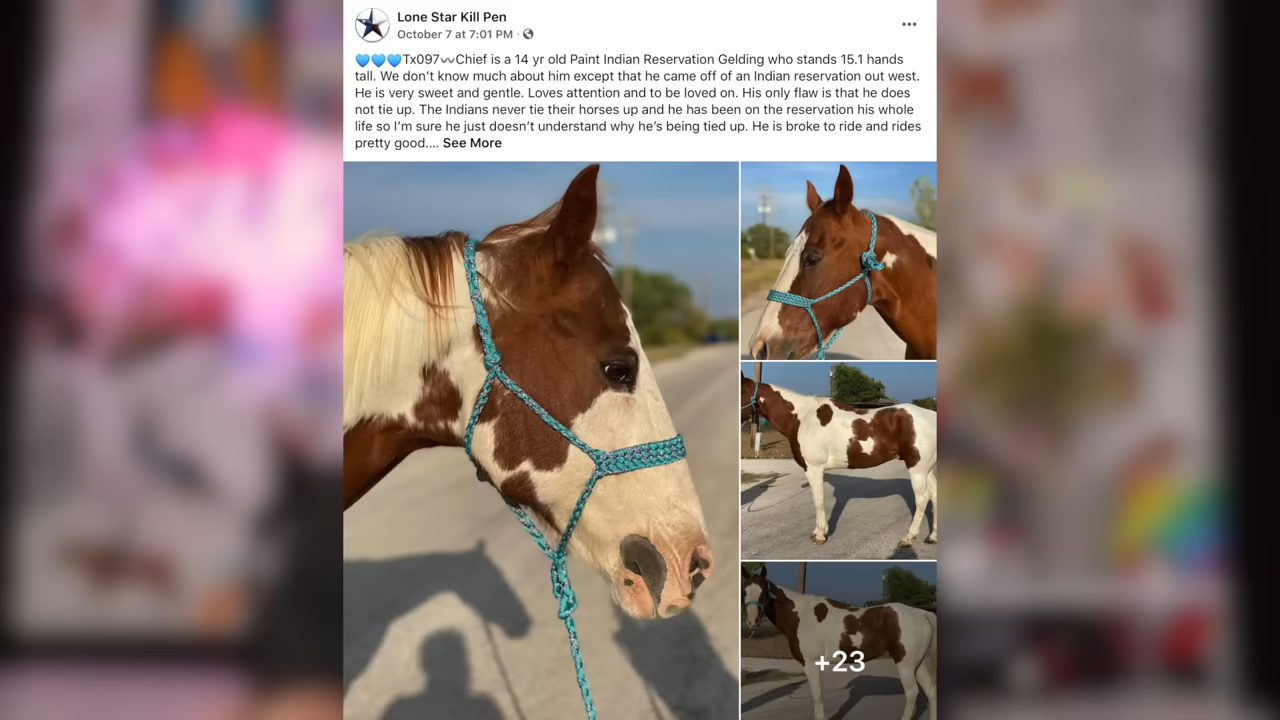 Lone Star Kill Pen
October 7 at 7:01 PM ·
💙💙💙Tx097〰Chief is a 14 yr old Paint Indian Reservation Gelding who stands 15.1 hands
tall. We don’t know much about him except that he came off of an Indian reservation out west.
He is very sweet and gentle. Loves attention and to be loved on. His only flaw is that he does
not tie up. The Indians never tie their horses up and he has been on the reservation his whole
life so I’m sure he just doesn’t understand why he’s being tied up. He is broke to ride and rides
pretty good.... See More
+23